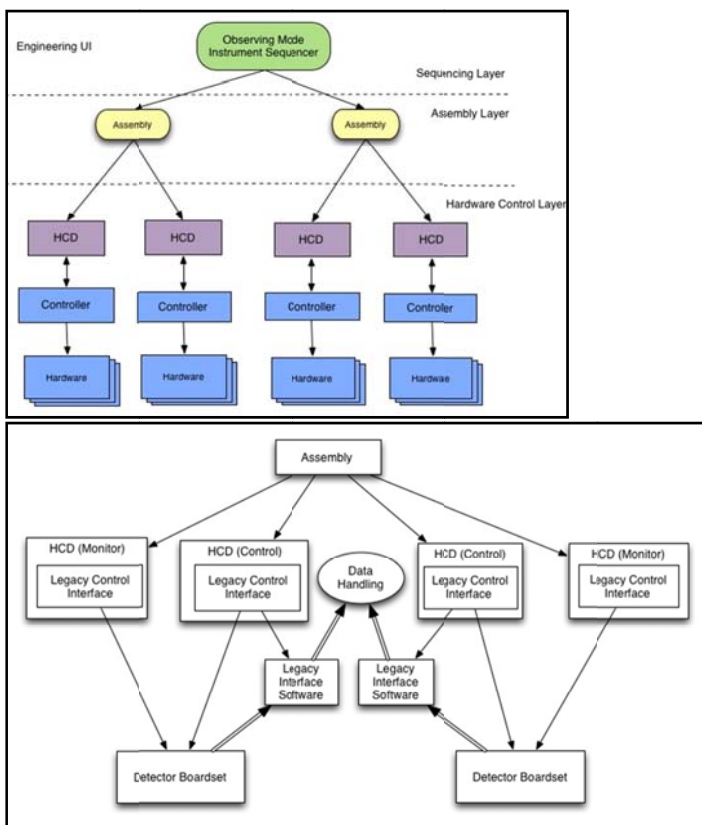 Engineering UI
Observing Mode
Instrument Sequencer
Sequencing Layer
Assembly Layer
Assembly
Assembly
Hardware Control Layer
HCD
HCD
HCD
HCD
Controller
Controller
Controller
Controler
Hardware
Hardware
Hardware
Hardwae
Assembly
HCD (Monitor)
Legacy Control
Interface
HCD (Control)
Legacy Control
Interface
Data
Handling
HCD (Control)
Legacy Control
Interface
HCD (Monitor)
Legacy Control
Interface
Legacy
Interface
Software
Legacy
Interface
Software
Detector Boardset
Detector Boardset